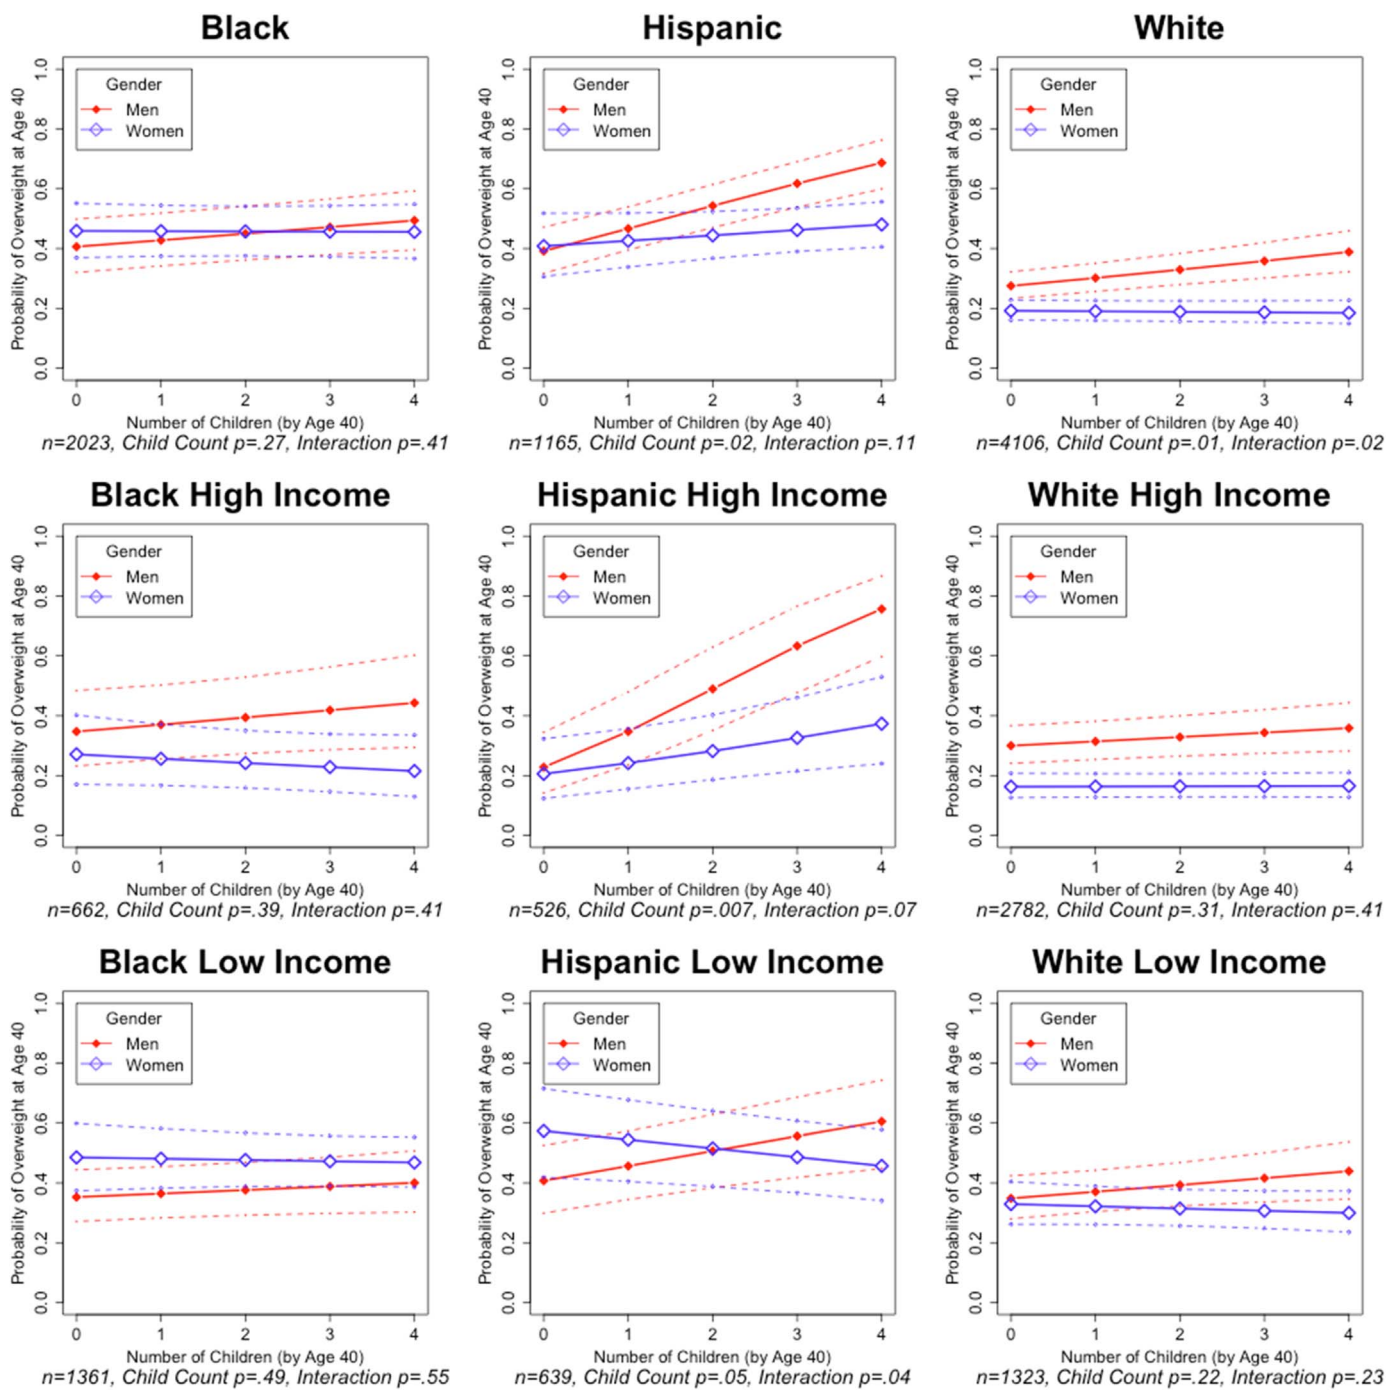 Black
Probability of Overweight at Age 40
0.0 0.2 0.4 0.6 0.8 1.0
Gender
Men
Women
0 1 2 3 4
Number of Children (by Age 40)
n=2023, Child Count p=.27, Interaction p=.41
Hispanic
Probability of Overweight at Age 40
0.0 0.2 0.4 0.6 0.8 1.0
Gender
Men
Women
0 1 2 3 4
Number of Children (by Age 40)
n=1165, Child Count p=.02, Interaction p=.11
White
Probability of Overweight at Age 40
0.0 0.2 0.4 0.6 0.8 1.0
Gender
Men
Women
0 1 2 3 4
Number of Children (by Age 40)
n=4106, Child Count p=.01, Interaction p=.02
Black High Income
Probability of Overweight at Age 40
0.0 0.2 0.4 0.6 0.8 1.0
Gender
Men
Women
0 1 2 3 4
Number of Children (by Age 40)
n=662, Child Count p=.39, Interaction p=.41
Hispanic High Income
Probability of Overweight at Age 40
0.0 0.2 0.4 0.6 0.8 1.0
Gender
Men
Women
0 1 2 3 4
Number of Children (by Age 40)
n=526, Child Count p=.007, Interaction p=.07
White High Income
Probability of Overweight at Age 40
0.0 0.2 0.4 0.6 0.8 1.0
Gender
Men
Women
0 1 2 3 4
Number of Children (by Age 40)
n=2782, Child Count p=.31, Interaction p=.41
Black Low Income
Probability of Overweight at Age 40
0.0 0.2 0.4 0.6 0.8 1.0
Gender
Men
Women
0 1 2 3 4
Number of Children (by Age 40)
n=1361, Child Count p=.49, Interaction p=.55
Hispanic Low Income
Probability of Overweight at Age 40
0.0 0.2 0.4 0.6 0.8 1.0
Gender
Men
Women
0 1 2 3 4
Number of Children (by Age 40)
n=639, Child Count p=.05, Interaction p=.04
White Low Income
Probability of Overweight at Age 40
0.0 0.2 0.4 0.6 0.8 1.0
Gender
Men
Women
0 1 2 3 4
Number of Children (by Age 40)
n=1323, Child Count p=.22, Interaction p=.23